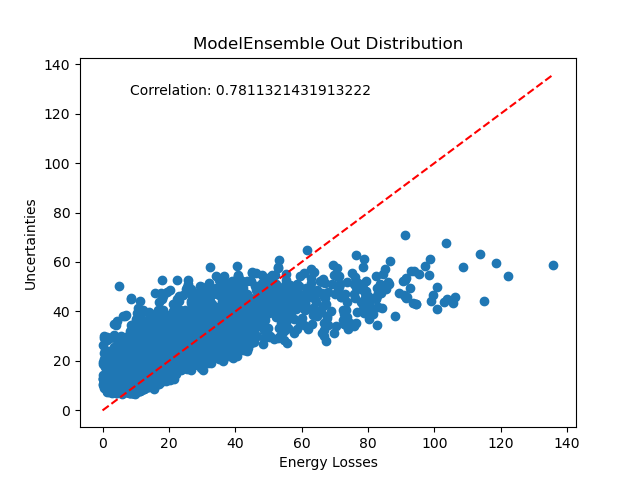 ModelEnsemble Out Distribution
Correlation: 0.7811321431913222
Uncertainties
140
120
100
80
60
40
20
0
0 20 40 60 80 100 120 140
Energy Losses